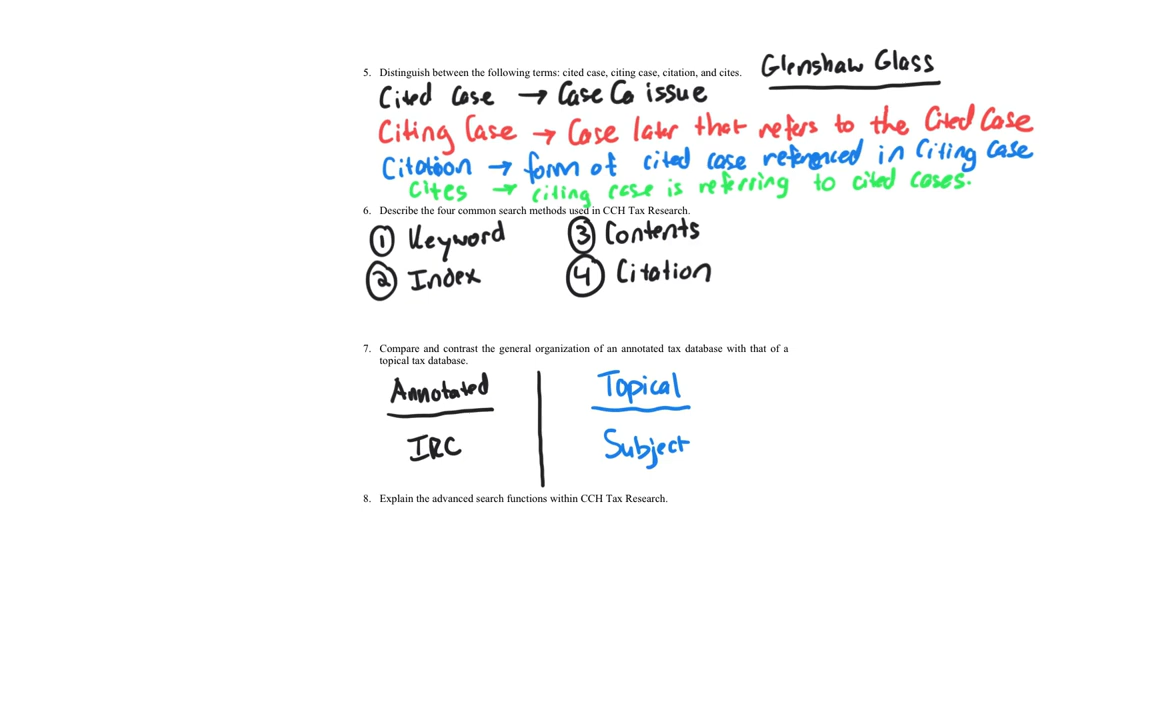 5. Distinguish between the following terms: cited case, citing case, citation, and cites.
Glenshaw Glass
Cited Case → Case @ issue
Citing Case → Case later that refers to the Cited Case
Citation → form of cited case referenced in Citing Case
Cites → citing case is referring to cited cases.
6. Describe the four common search methods used in CCH Tax Research.
① Keyword ③ Contents
② Index ④ Citation
7. Compare and contrast the general organization of an annotated tax database with that of a
topical tax database.
Annotated Topical
IRC Subject
8. Explain the advanced search functions within CCH Tax Research.